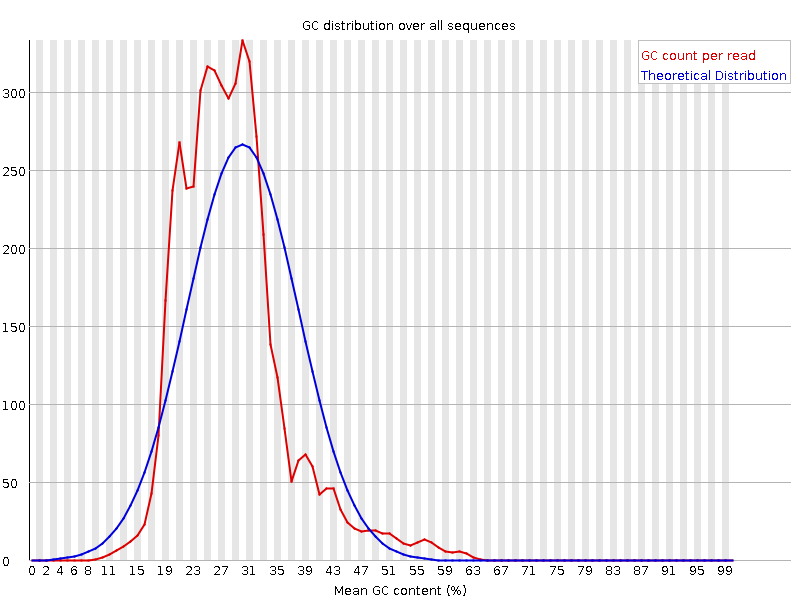 GC distribution over all sequences
GC count per read
Theoretical Distribution
300
250
200
150
100
50
0
0 2 4 6 8 11 15 19 23 27 31 35 39 43 47 51 55 59 63 67 71 75 79 83 87 91 95 99
Mean GC content (%)